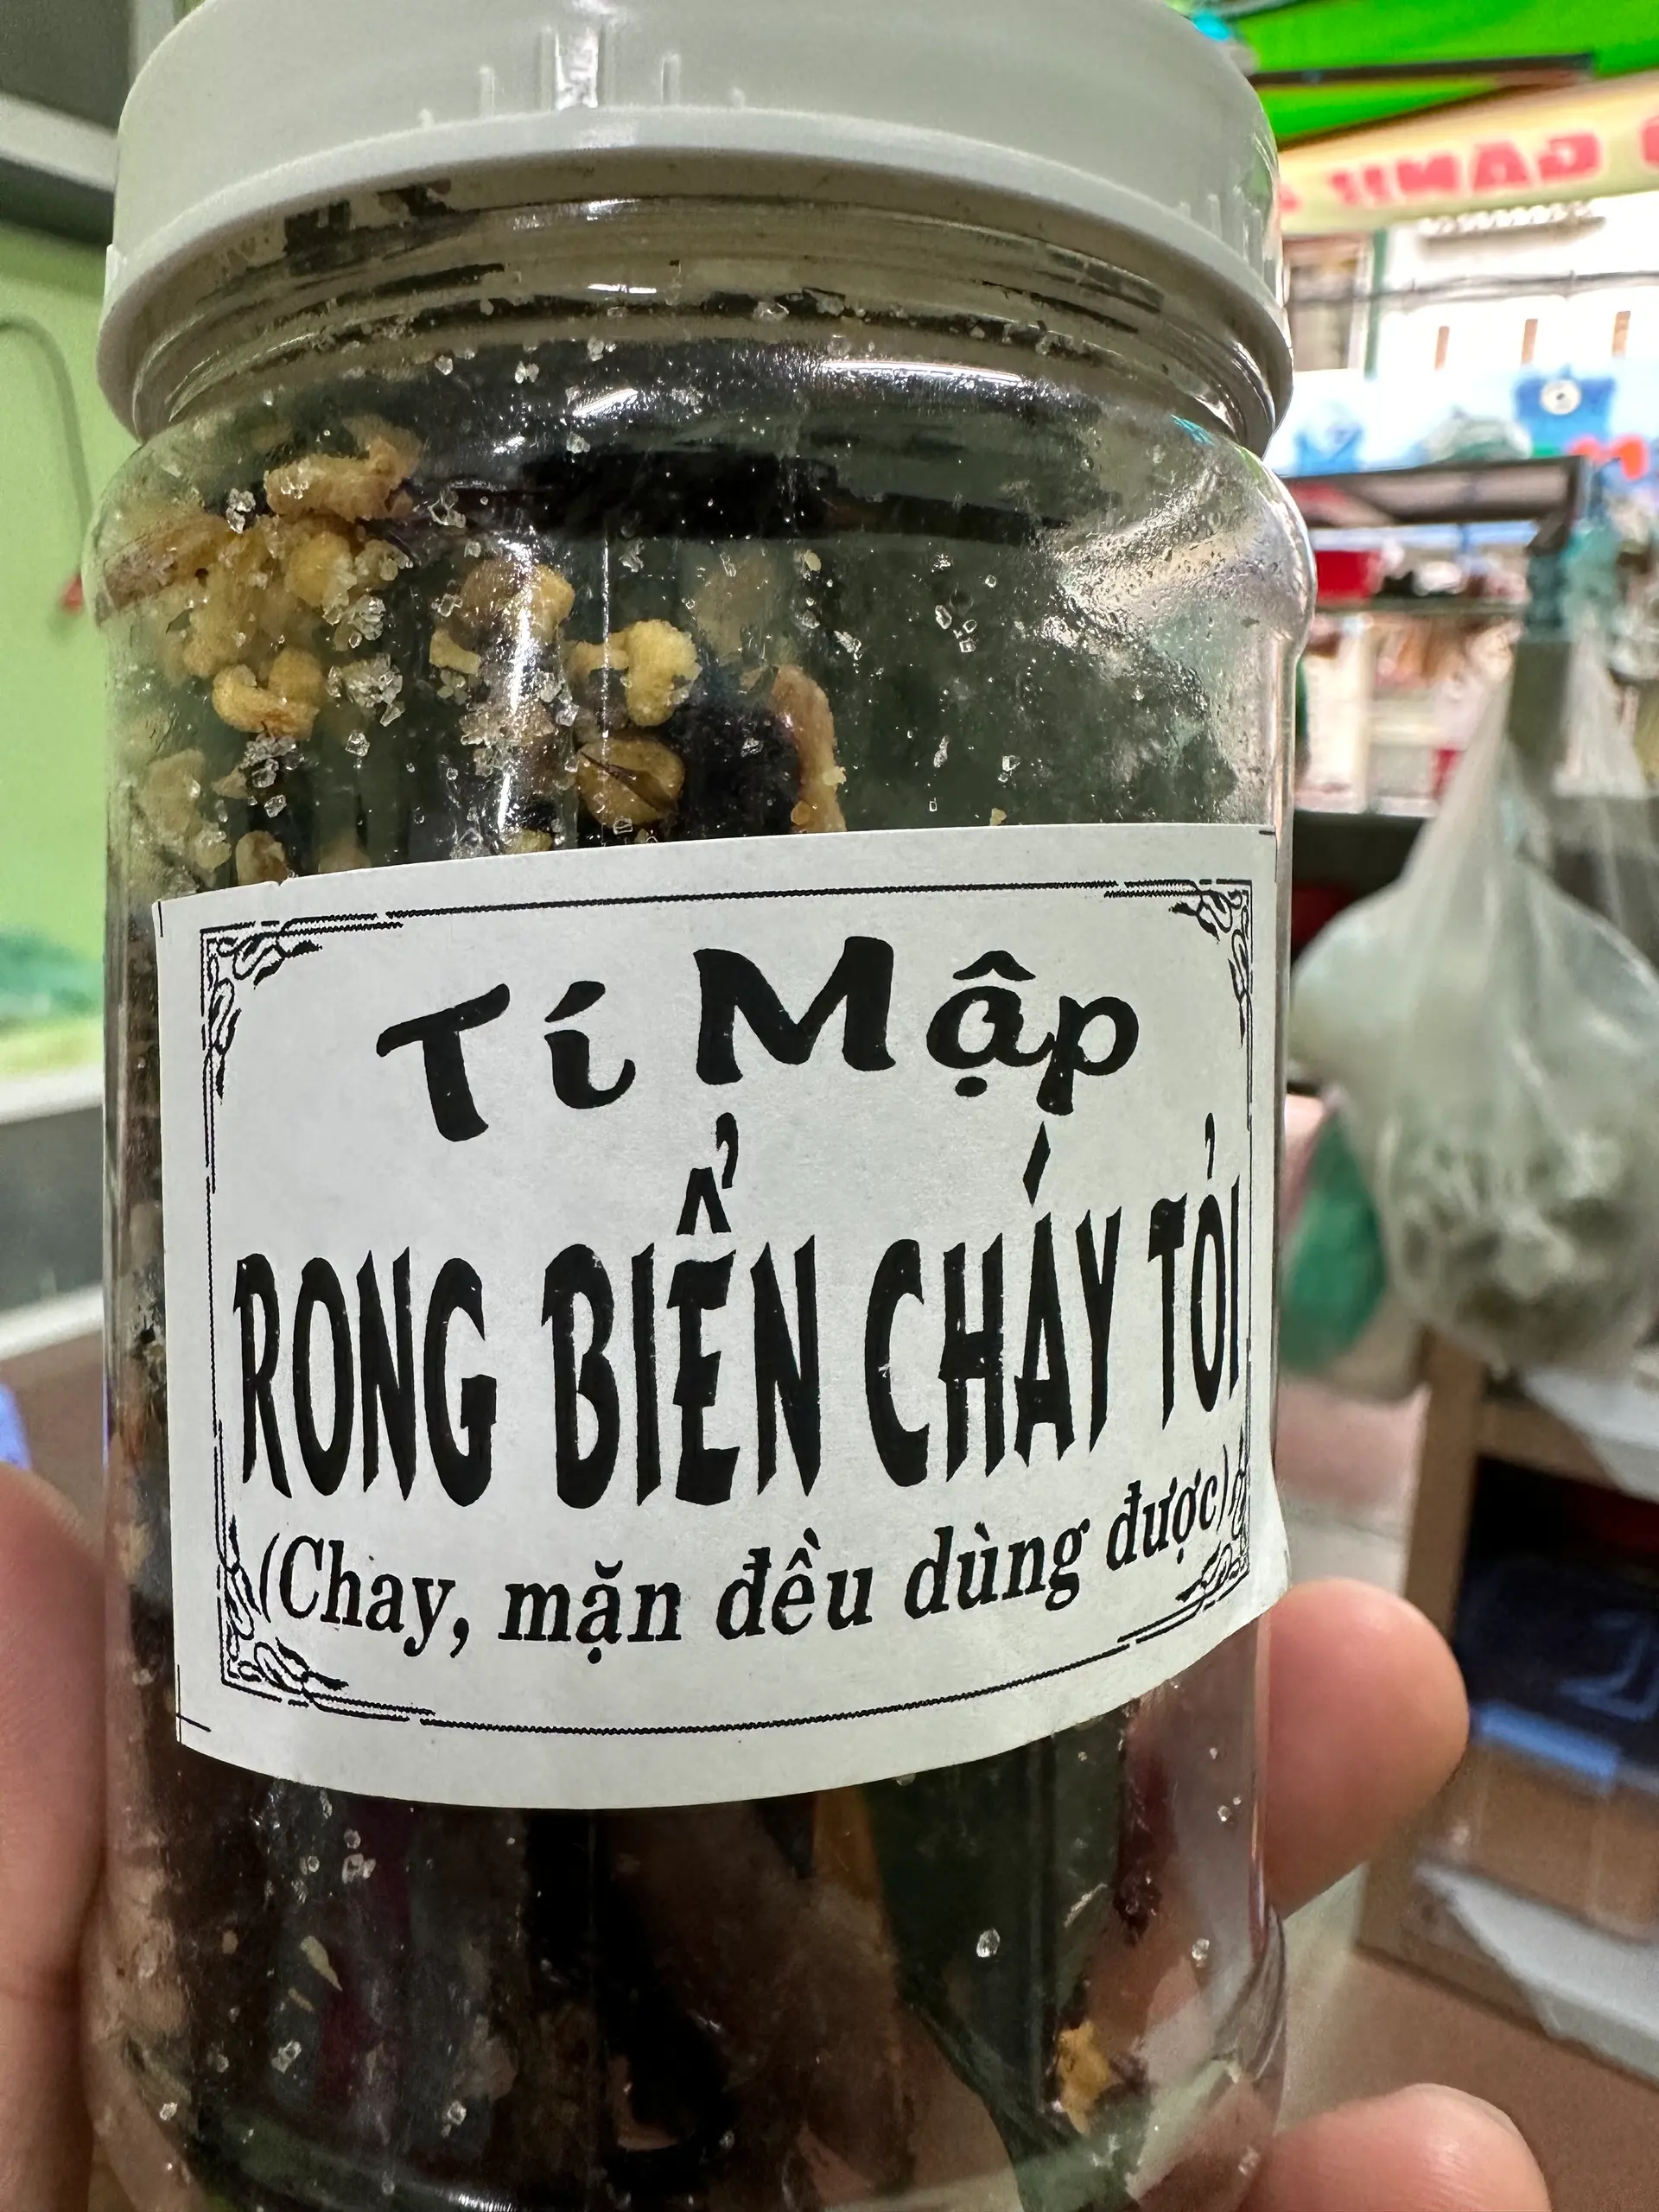 Tí Mập
RONG BIỂN CHÁY TỎI
(Chay, mặn đều dùng được)